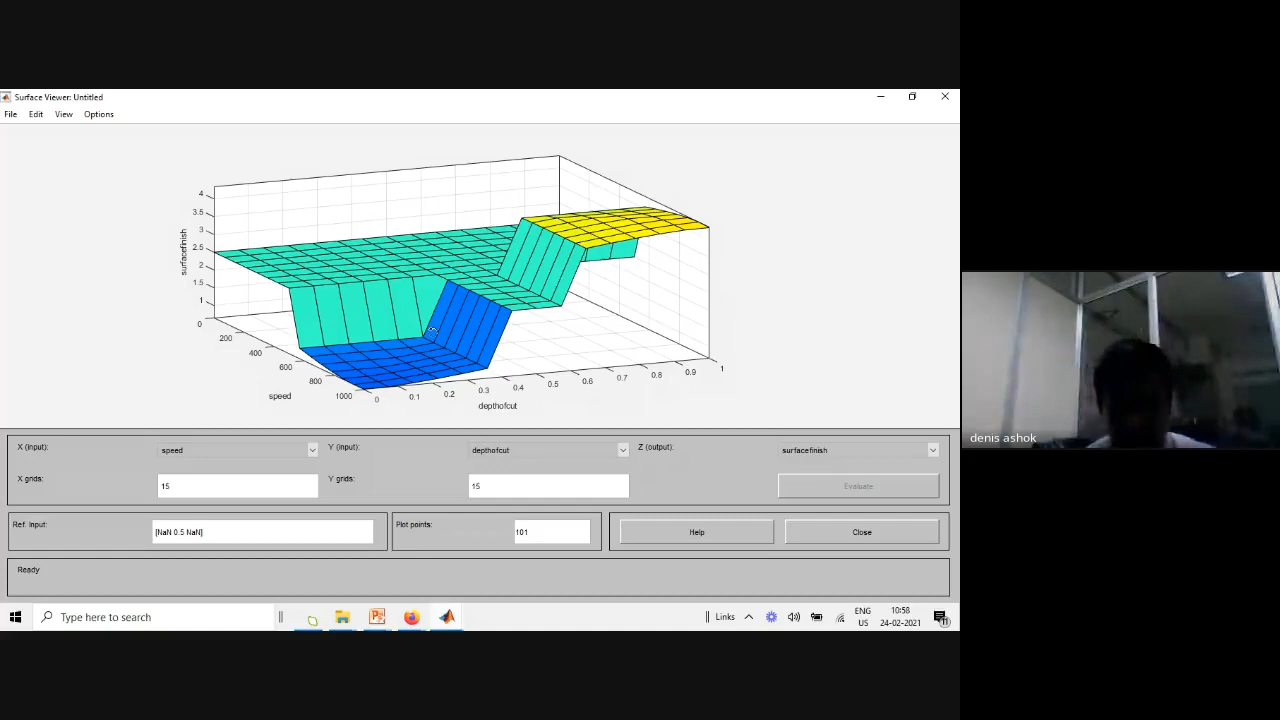 Surface Viewer: Untitled
File Edit View Options
4
3.5
3
2.5
2
1.5
1
surfacefinish
0
200
400
600
800
1000
speed
0
0.1
0.2
0.3
0.4
0.5
0.6
0.7
0.8
0.9
1
depthofcut
X (input): speed Y (input): depthofcut Z (output): surfacefinish
X grids: 15 Y grids: 15 Evaluate
Ref. Input: [NaN 0.5 NaN] Plot points: 101 Help Close
Ready
denis ashok
Type here to search Links ENG 10:58
US 24-02-2021 11